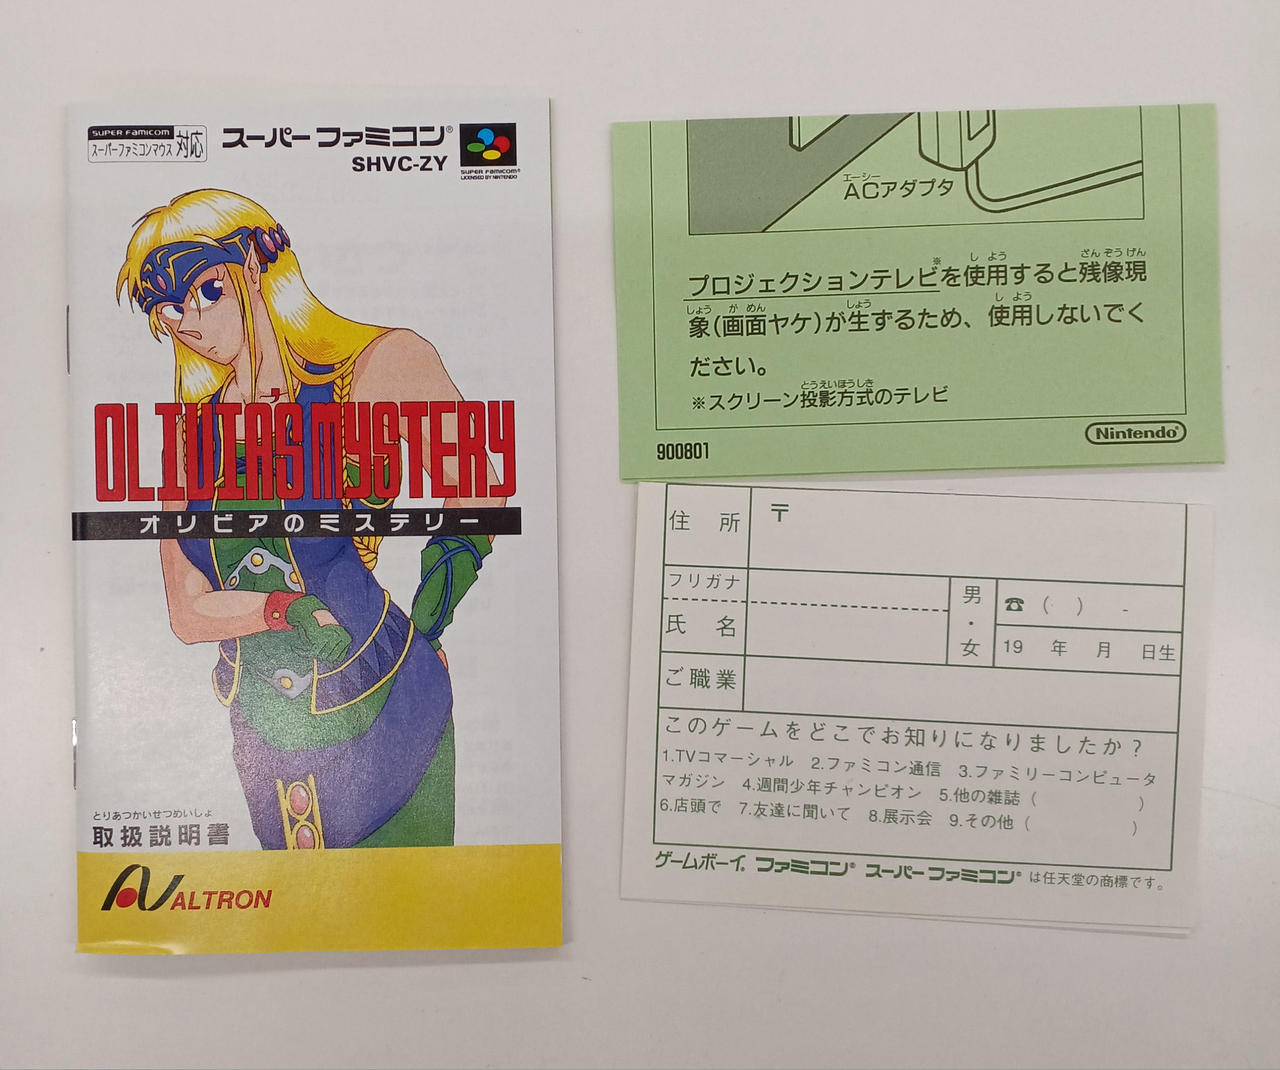 SUPER FAMICOM
スーパーファミコンマウス 対応
スーパーファミコン®
SHVC-ZY
SUPER FAMICOM®
LICENSED BY NINTENDO
OLIVIA'S MYSTERY
オリビアのミステリー
とりあつかいせつめいしょ
取扱説明書
ALTRON
エーシー
ACアダプタ
※ し よう ざん ぞう げん
プロジェクションテレビを使用すると残像現
しょう が めん しょう し よう
象(画面ヤケ)が生ずるため、使用しないでく
ださい。
とうえいほうしき
※スクリーン投影方式のテレビ
900801
Nintendo®
住 所 〒
フリガナ
氏 名
男・女
☎ ( ) -
19 年 月 日生
ご職業
このゲームをどこでお知りになりましたか？
1.TVコマーシャル 2.ファミコン通信 3.ファミリーコンピュータ
マガジン 4.週間少年チャンピオン 5.他の雑誌 ( )
6.店頭で 7.友達に聞いて 8.展示会 9.その他 ( )
ゲームボーイ. ファミコン® スーパーファミコン® は任天堂の商標です。